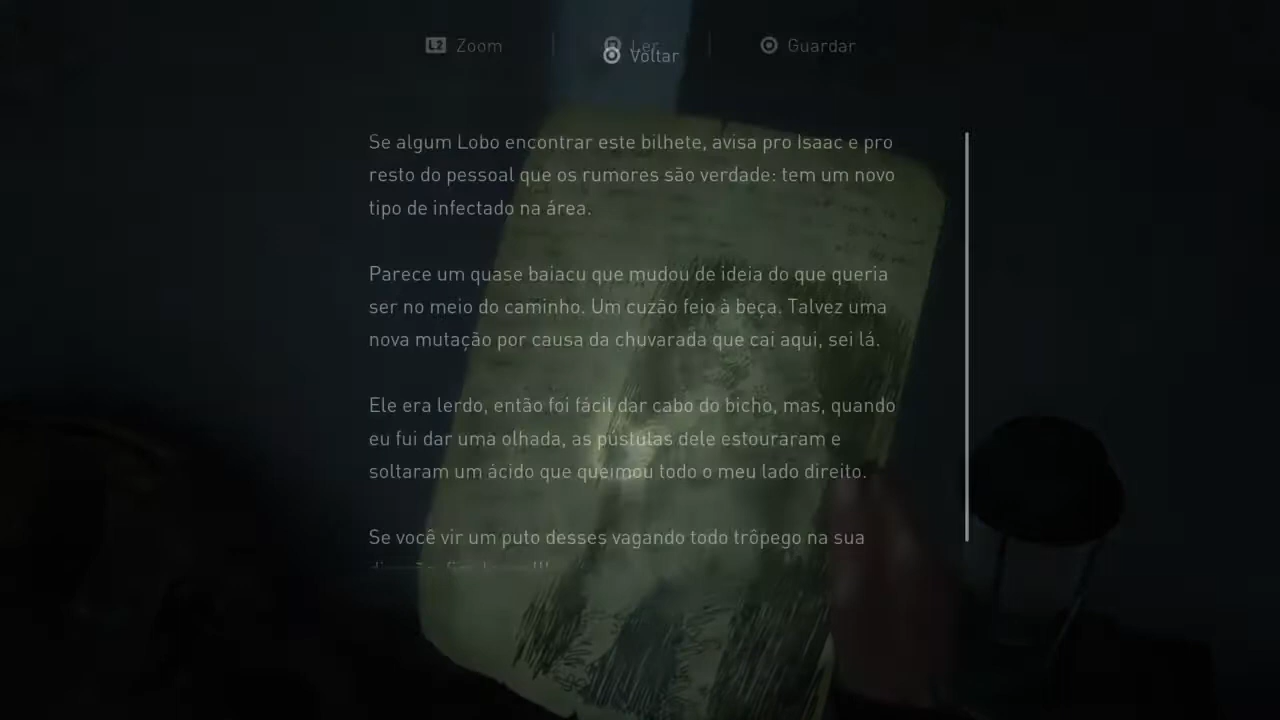 L2 Zoom
Ler
Guardar
Voltar
Se algum Lobo encontrar este bilhete, avisa pro Isaac e pro
resto do pessoal que os rumores são verdade: tem um novo
tipo de infectado na área.
Parece um quase baiacu que mudou de ideia do que queria
ser no meio do caminho. Um cuzão feio à beça. Talvez uma
nova mutação por causa da chuvarada que cai aqui, sei lá.
Ele era lerdo, então foi fácil dar cabo do bicho, mas, quando
eu fui dar uma olhada, as pústulas dele estouraram e
soltaram um ácido que queimou todo o meu lado direito.
Se você vir um puto desses vagando todo trôpego na sua